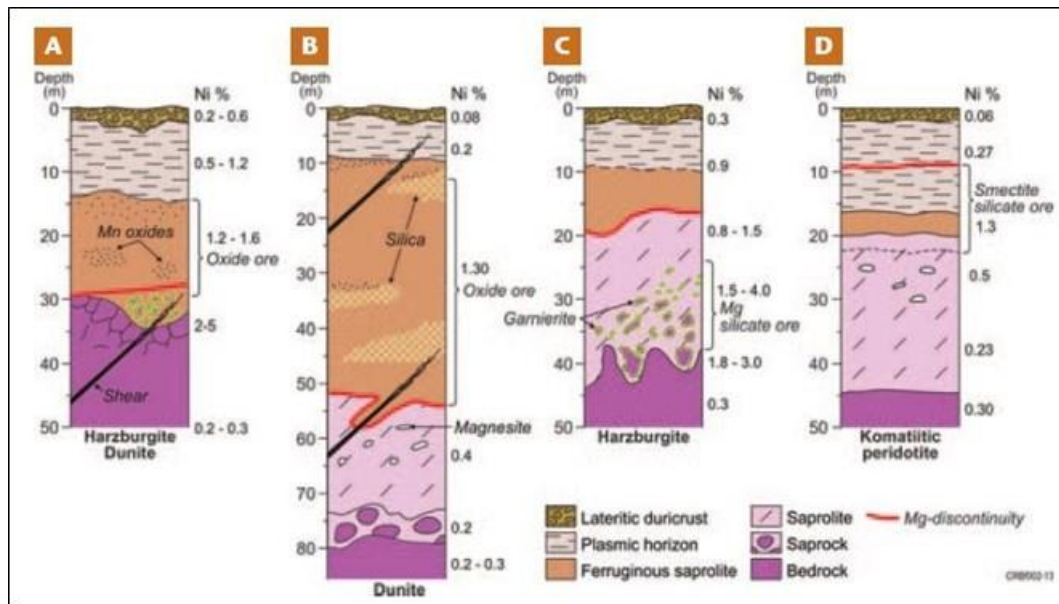 A
Depth
(m)
Ni %
0
10
20
30
40
50
0.2 - 0.6
0.5 - 1.2
1.2 - 1.6
Oxide ore
2-5
0.2 - 0.3
Mn oxides
Shear
Harzburgite
Dunite
B
Depth
(m)
Ni %
0
10
20
30
40
50
60
70
80
0.08
0.2
1.30
Oxide ore
0.4
0.2
0.2 - 0.3
Silica
Magnesite
Dunite
C
Depth
(m)
Ni %
0
10
20
30
40
50
0.3
0.9
0.8 - 1.5
1.5 - 4.0
Mg
silicate ore
1.8 - 3.0
0.3
Garnierite
Harzburgite
D
Depth
(m)
Ni %
0
10
20
30
40
50
0.06
0.27
Smectite
silicate ore
1.3
0.5
0.23
0.30
Komatiitic
peridotite
Lateritic duricrust
Plasmic horizon
Ferruginous saprolite
Saprolite
Saprock
Bedrock
Mg-discontinuity